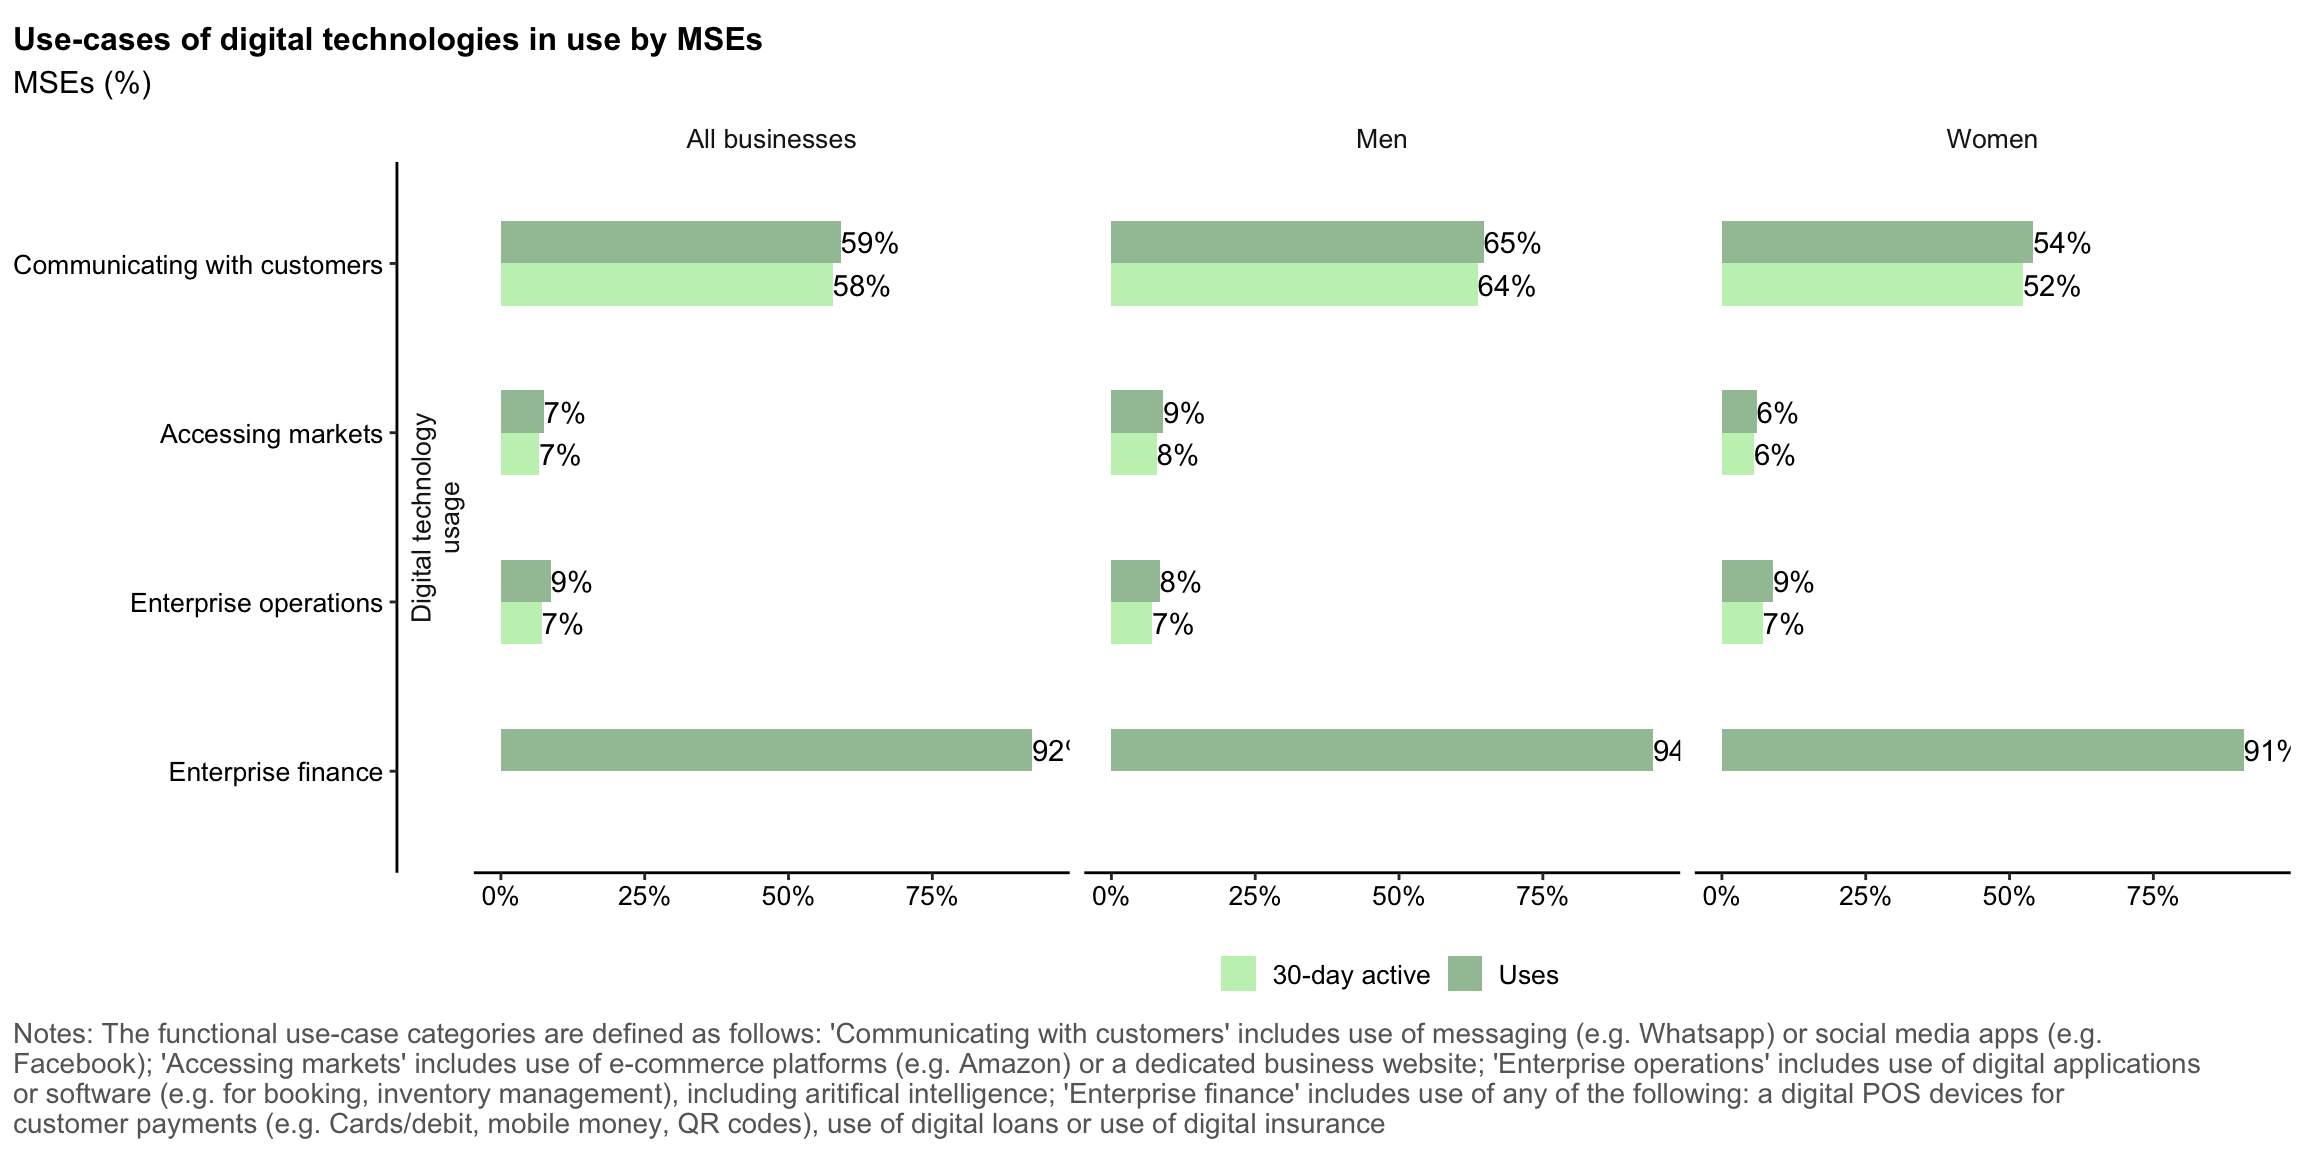 Use-cases of digital technologies in use by MSEs
MSEs (%)
All businesses
Men
Women
Communicating with customers
59%
58%
65%
64%
54%
52%
Accessing markets
7%
7%
9%
8%
6%
6%
Digital technology
usage
Enterprise operations
9%
7%
8%
7%
9%
7%
Enterprise finance
92%
94
91%
0%
25%
50%
75%
0%
25%
50%
75%
0%
25%
50%
75%
30-day active
Uses
Notes: The functional use-case categories are defined as follows: 'Communicating with customers' includes use of messaging (e.g. Whatsapp) or social media apps (e.g.
Facebook); 'Accessing markets' includes use of e-commerce platforms (e.g. Amazon) or a dedicated business website; 'Enterprise operations' includes use of digital applications
or software (e.g. for booking, inventory management), including aritifical intelligence; 'Enterprise finance' includes use of any of the following: a digital POS devices for
customer payments (e.g. Cards/debit, mobile money, QR codes), use of digital loans or use of digital insurance